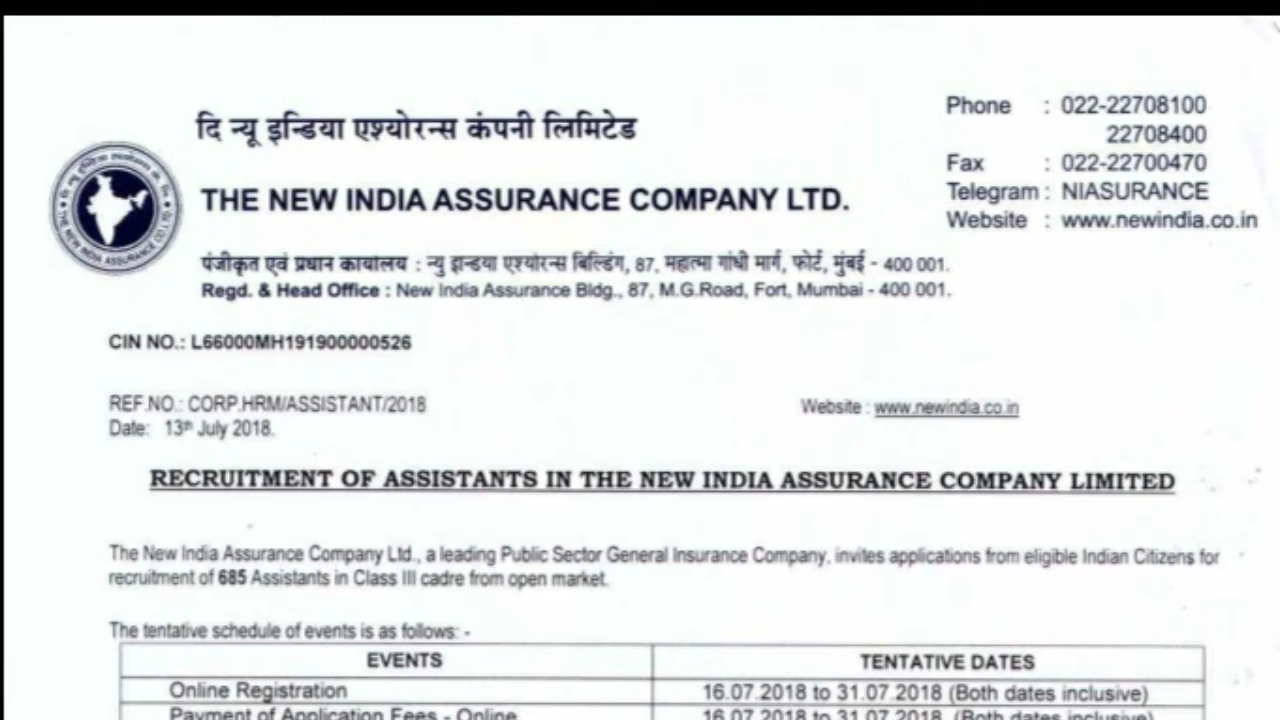 दि न्यू इन्डिया एश्योरन्स कंपनी लिमिटेड
THE NEW INDIA ASSURANCE COMPANY LTD.
Phone : 022-22708100
22708400
Fax : 022-22700470
Telegram : NIASURANCE
Website : www.newindia.co.in
पंजीकृत एवं प्रधान कार्यालय : न्यु इन्डिया एश्योरन्स बिल्डिंग, 87, महात्मा गांधी मार्ग, फोर्ट, मुंबई - 400 001.
Regd. & Head Office : New India Assurance Bldg., 87, M.G.Road, Fort, Mumbai - 400 001.
CIN NO.: L66000MH191900000526
REF.NO.: CORP.HRM/ASSISTANT/2018 Website : www.newindia.co.in
Date: 13th July 2018.
RECRUITMENT OF ASSISTANTS IN THE NEW INDIA ASSURANCE COMPANY LIMITED
The New India Assurance Company Ltd., a leading Public Sector General Insurance Company, invites applications from eligible Indian Citizens for
recruitment of 685 Assistants in Class III cadre from open market.
The tentative schedule of events is as follows: -
EVENTS TENTATIVE DATES
Online Registration 16.07.2018 to 31.07.2018 (Both dates inclusive)
Payment of Application Fees - Online 16.07.2018 to 31.07.2018 (Both dates inclusive)